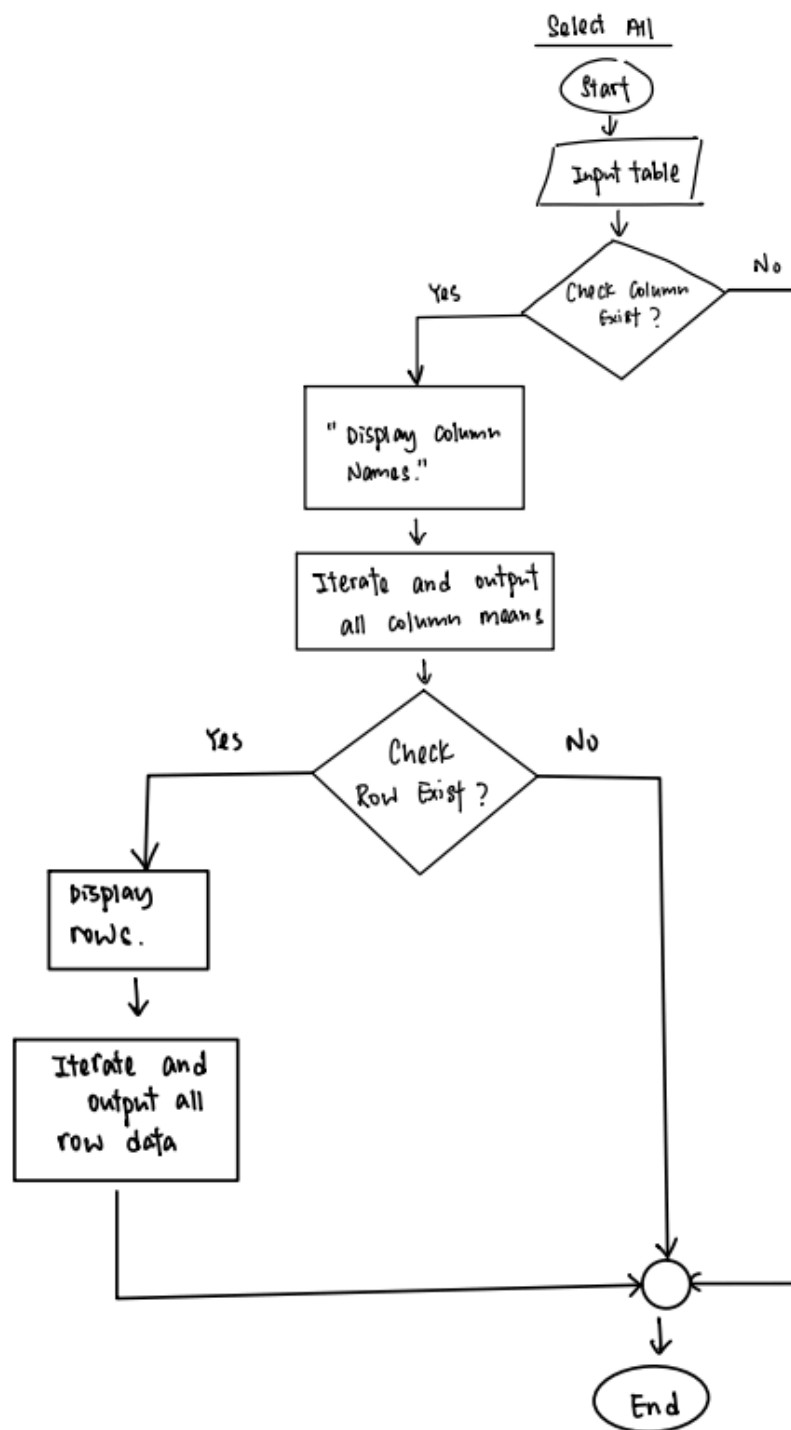 Select All
Start
Input table
Check Column
Exist?
Yes
No
"Display Column
Names."
Iterate and output
all column means
Check
Row Exist?
Yes
No
Display
rows.
Iterate and
output all
row data
End